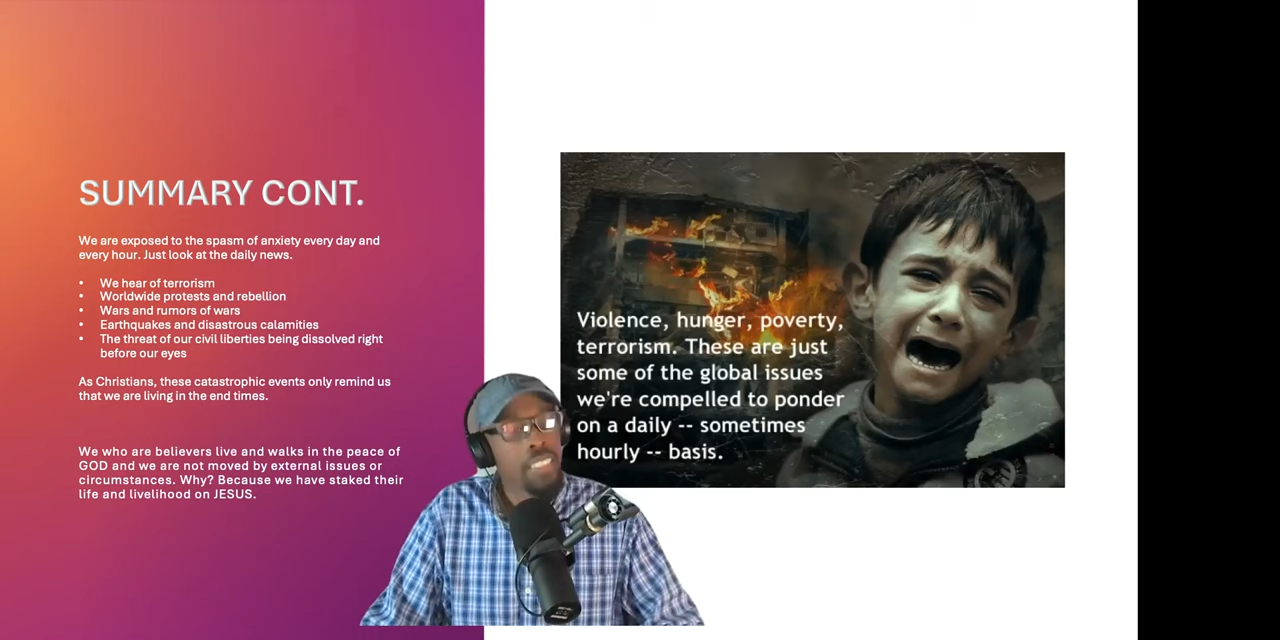 SUMMARY CONT.
We are exposed to the spasm of anxiety every day and
every hour. Just look at the daily news.
• We hear of terrorism
• Worldwide protests and rebellion
• Wars and rumors of wars
• Earthquakes and disastrous calamities
• The threat of our civil liberties being dissolved right
before our eyes
As Christians, these catastrophic events only remind us
that we are living in the end times.
We who are believers live and walks in the peace of
GOD and we are not moved by external issues or
circumstances. Why? Because we have staked their
life and livelihood on JESUS.
Violence, hunger, poverty,
terrorism. These are just
some of the global issues
we're compelled to ponder
on a daily -- sometimes
hourly -- basis.